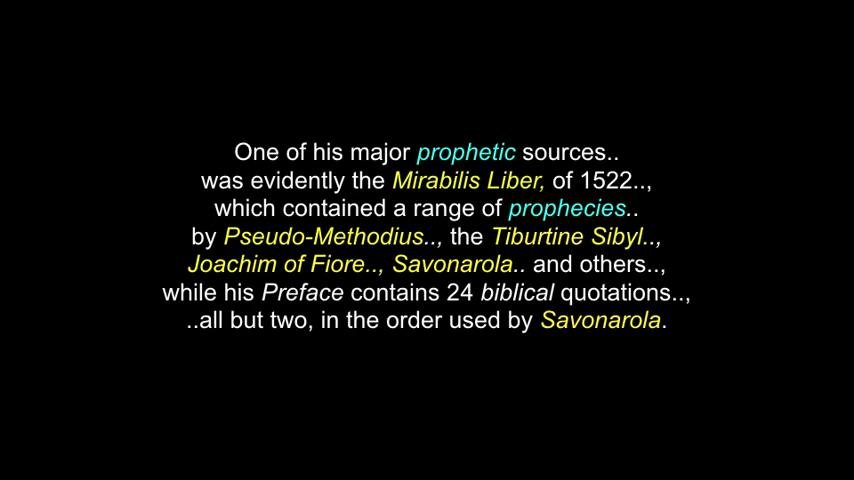 One of his major prophetic sources..
was evidently the Mirabilis Liber, of 1522..,
which contained a range of prophecies..
by Pseudo-Methodius.., the Tiburtine Sibyl..,
Joachim of Fiore.., Savonarola.. and others..,
while his Preface contains 24 biblical quotations..,
..all but two, in the order used by Savonarola.